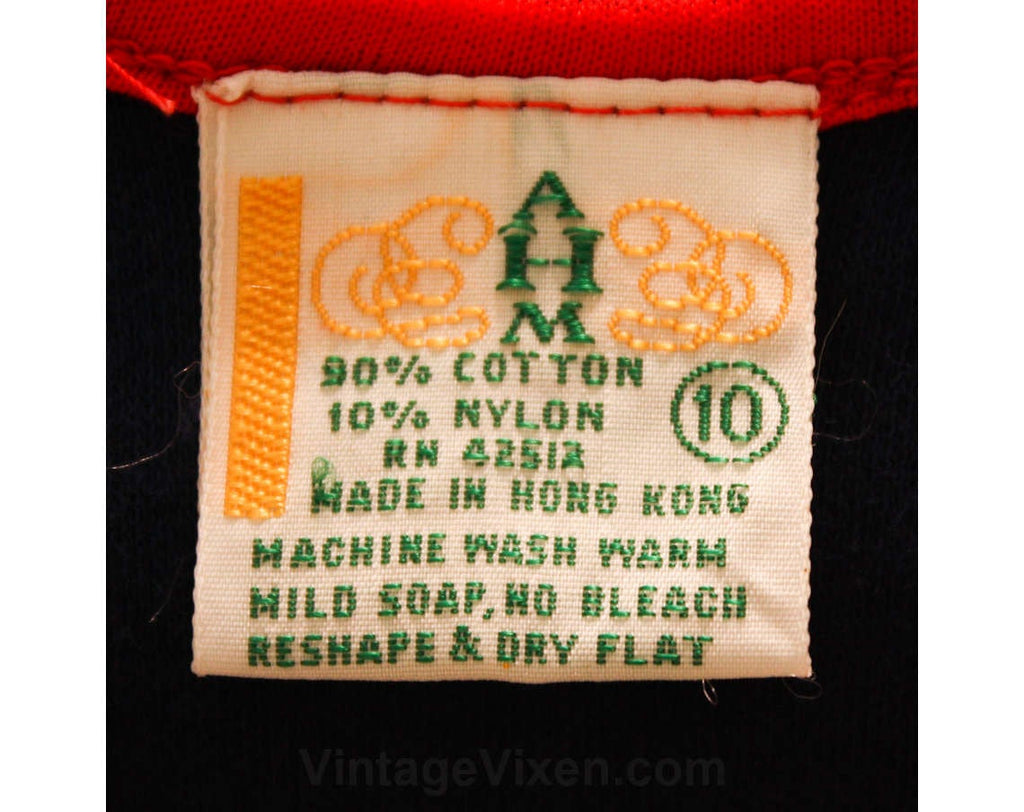 A
H
M
90% COTTON
10% NYLON
10
RN 42512
MADE IN HONG KONG
MACHINE WASH WARM
MILD SOAP, NO BLEACH
RESHAPE & DRY FLAT
VintageVixen.com